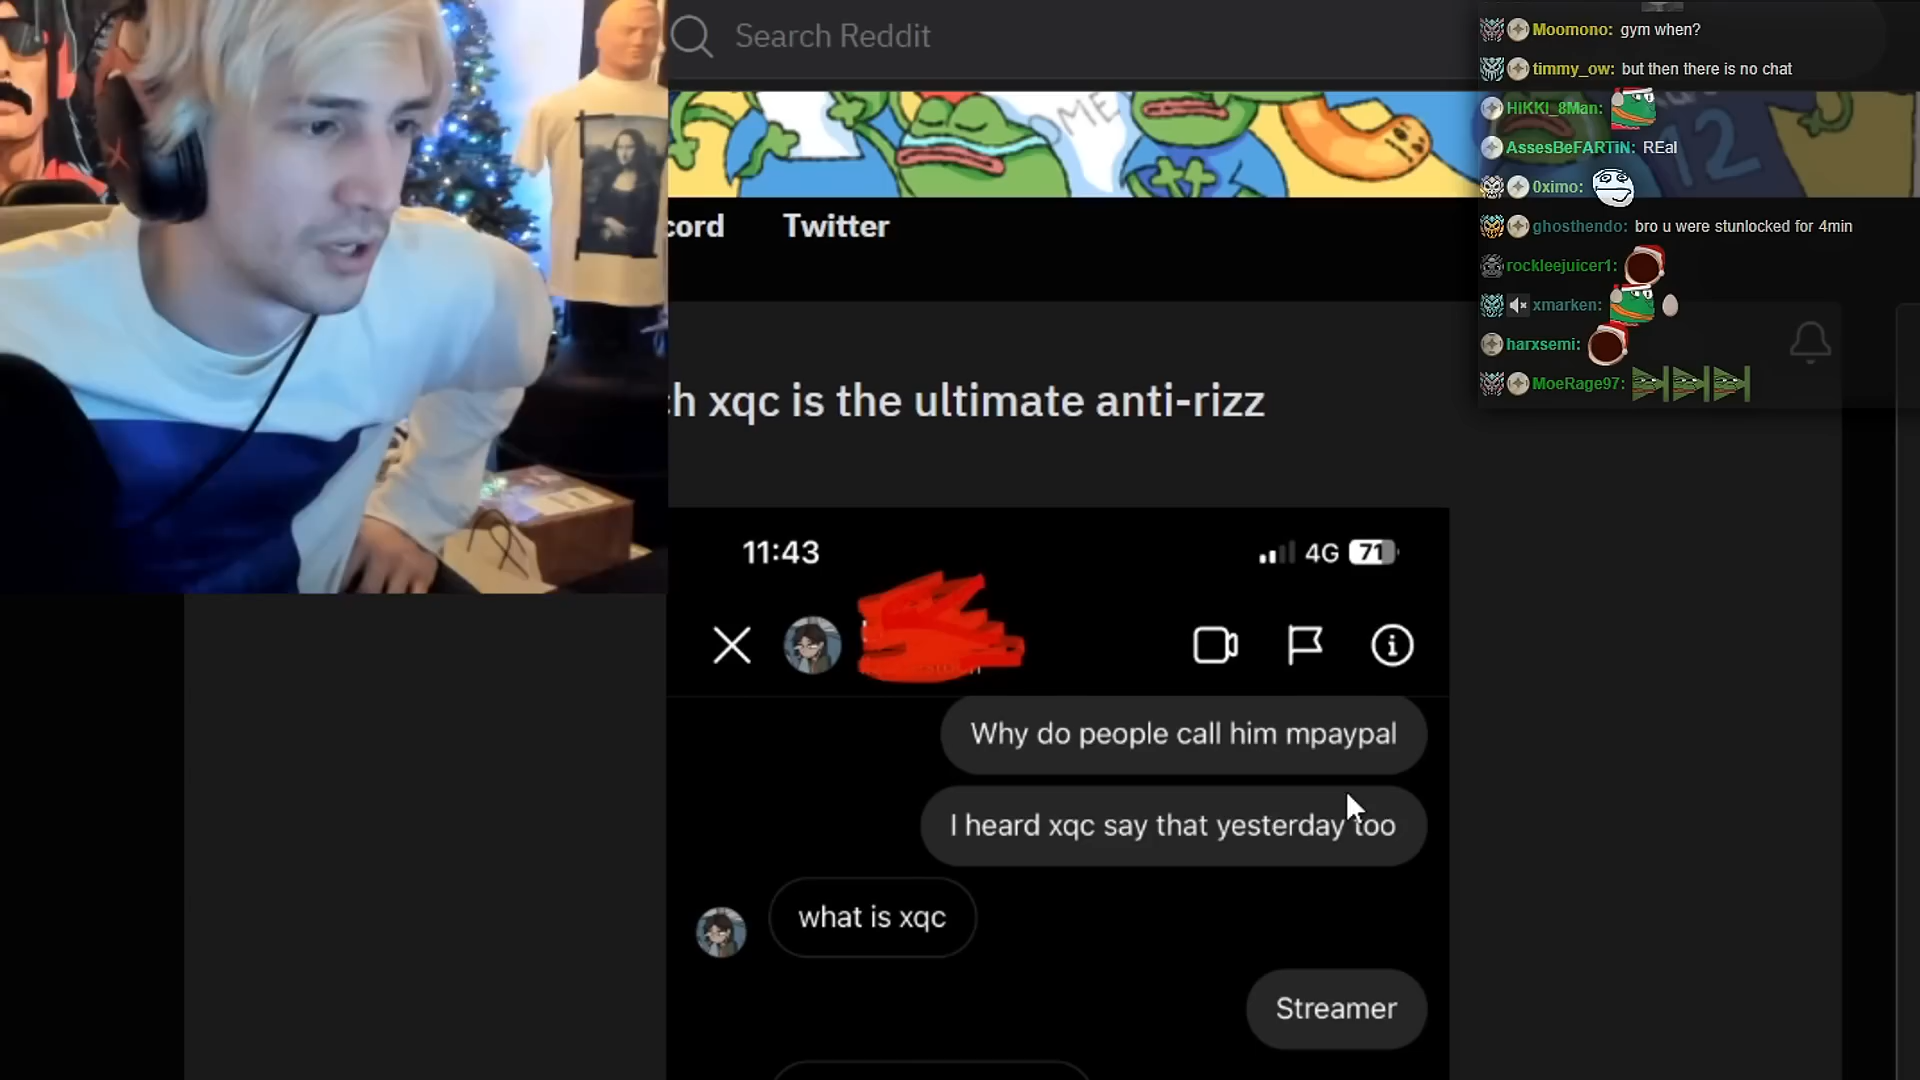 Search Reddit
OME
12
cord Twitter
h xqc is the ultimate anti-rizz
11:43
4G 71
Why do people call him mpaypal
I heard xqc say that yesterday too
what is xqc
Streamer
Moomono: gym when?
timmy_ow: but then there is no chat
HIKKI_8Man:
AssesBeFARTiN: REal
0ximo:
ghosthendo: bro u were stunlocked for 4min
rockleejuicer1:
xmarken:
harxsemi:
MoeRage97: